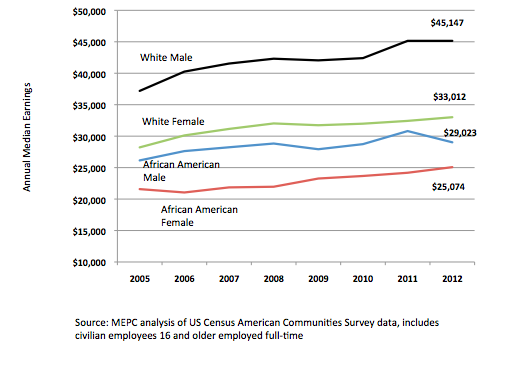 $50,000
$45,147
$45,000
White Male
$40,000
$35,000
$33,012
White Female
$30,000
$29,023
African American
Male
$25,000
$25,074
$20,000
African American
Female
$15,000
$10,000
Annual Median Earnings
2005 2006 2007 2008 2009 2010 2011 2012
Source: MEPC analysis of US Census American Communities Survey data, includes
civilian employees 16 and older employed full-time